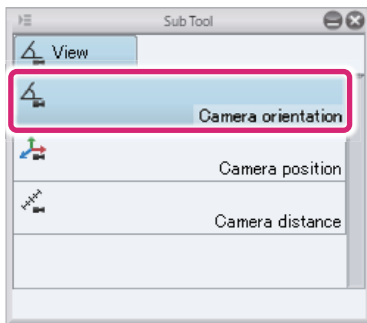 Sub Tool
View
Camera orientation
Camera position
Camera distance